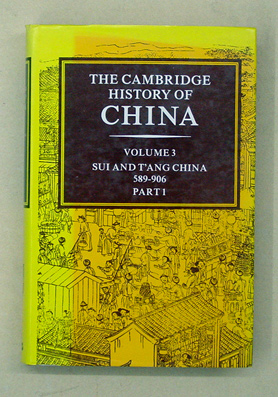 THE CAMBRIDGE
HISTORY OF
CHINA
VOLUME 3
SUI AND T'ANG CHINA
589-906
PART I